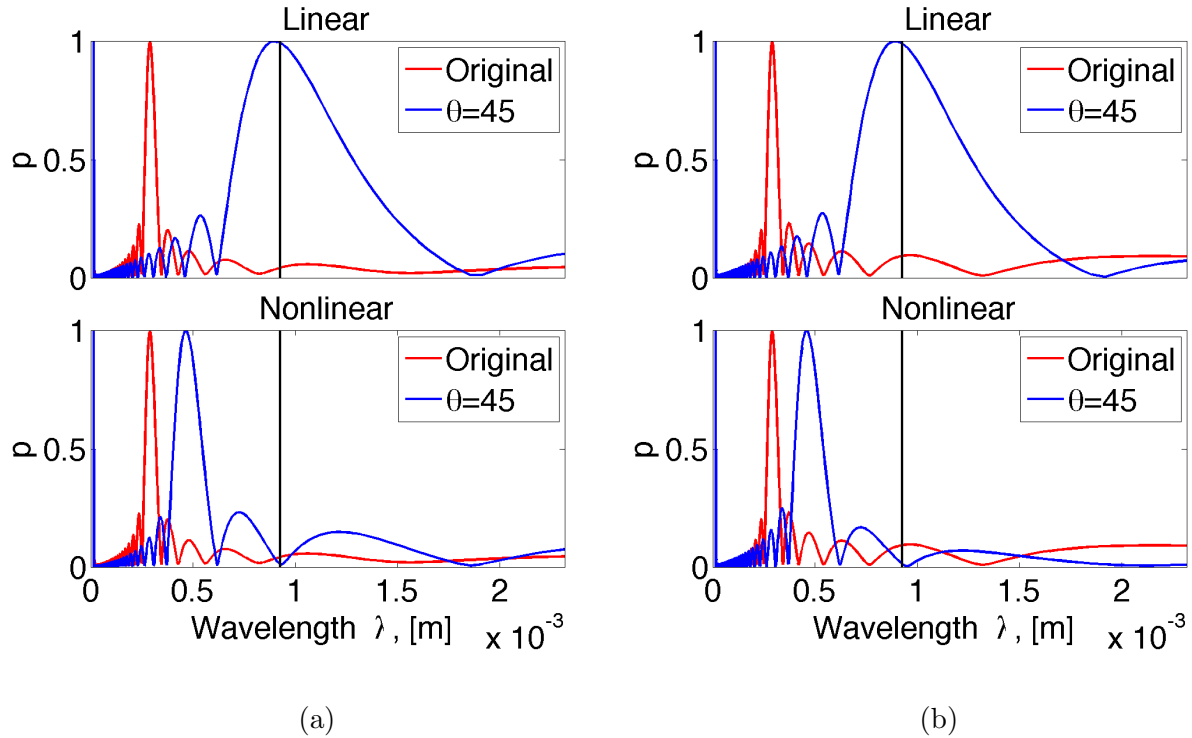 Linear
1
0.5
0
p
Original
θ=45
Nonlinear
1
0.5
0
p
Original
θ=45
0 0.5 1 1.5 2
Wavelength λ, [m]
x 10⁻³
(a)
Linear
1
0.5
0
p
Original
θ=45
Nonlinear
1
0.5
0
p
Original
θ=45
0 0.5 1 1.5 2
Wavelength λ, [m]
x 10⁻³
(b)